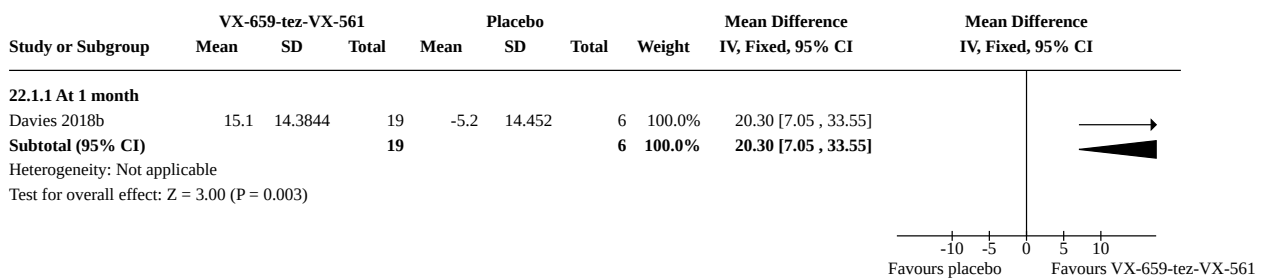 VX-659-tez-VX-561 Placebo Mean Difference Mean Difference
Study or Subgroup Mean SD Total Mean SD Total Weight IV, Fixed, 95% CI IV, Fixed, 95% CI
22.1.1 At 1 month
Davies 2018b 15.1 14.3844 19 -5.2 14.452 6 100.0% 20.30 [7.05 , 33.55]
Subtotal (95% CI) 19 6 100.0% 20.30 [7.05 , 33.55]
Heterogeneity: Not applicable
Test for overall effect: Z = 3.00 (P = 0.003)
-10 -5 0 5 10
Favours placebo Favours VX-659-tez-VX-561